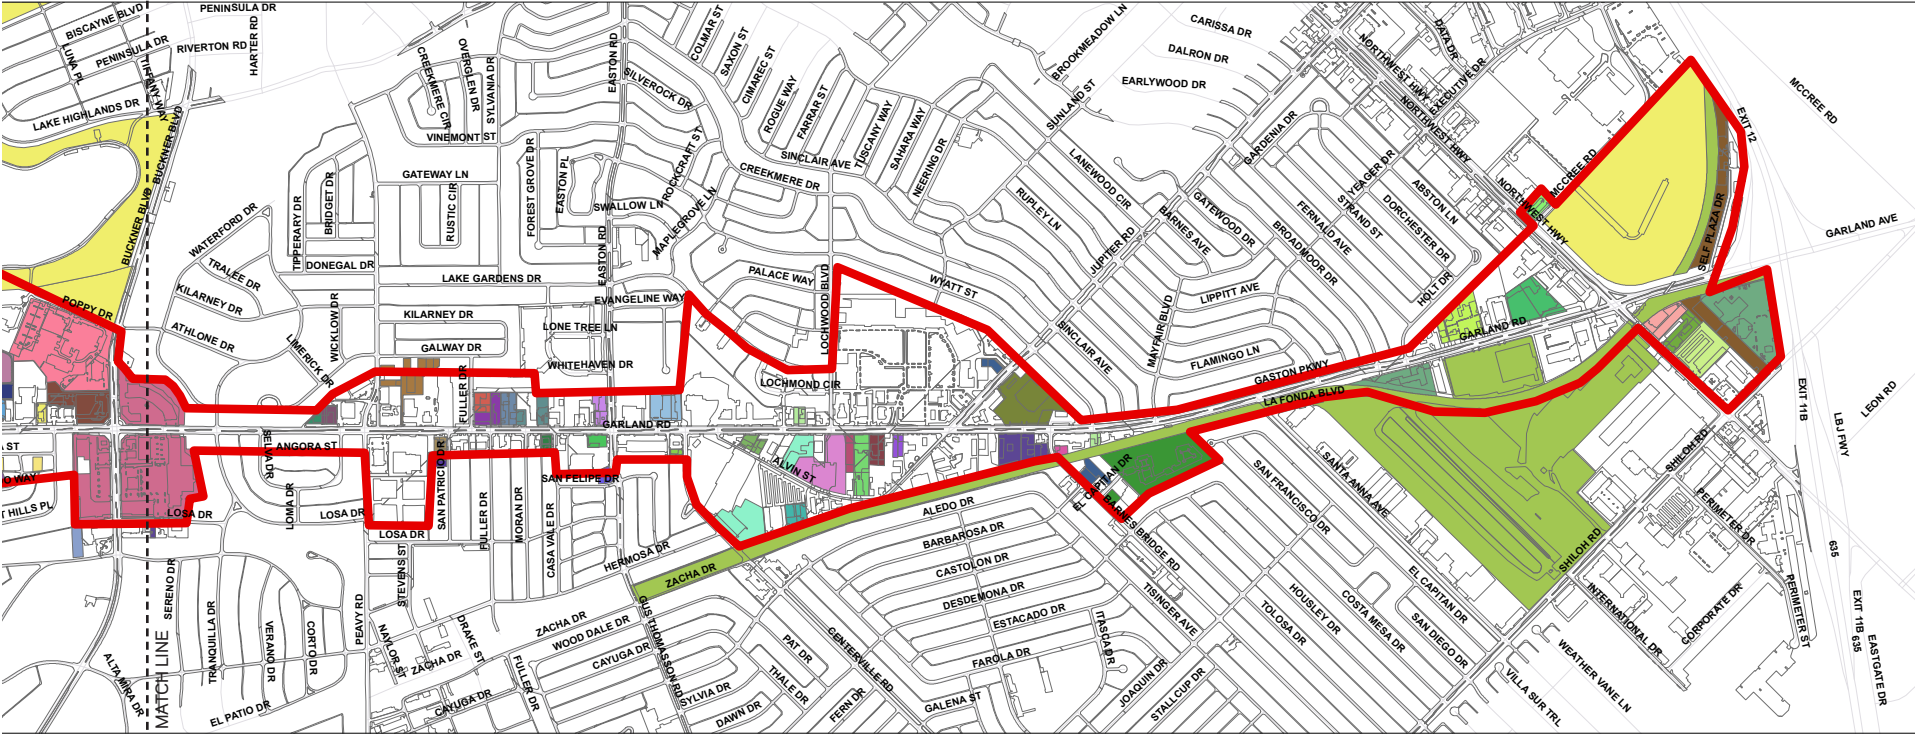 BISCAYNE BLVD
PENINSULA DR
PENINSULA DR
RIVERTON RD
HARTER RD
LUNA PL
TIFFANY WAY
LAKE HIGHLANDS DR
BUCKNER BLVD
BUCKNER BLVD
BUCKNER BLVD
CREEKMERE CIR
OVERGLEN DR
SYLVANIA DR
VINEMONT ST
EASTON RD
SILVEROCK DR
COLMAR ST
SAXON ST
CIMAREC ST
ROGUE WAY
FARRAR ST
TUSCANY WAY
SAHARA WAY
NEERING DR
SINCLAIR AVE
CREEKMERE DR
ROCKCRAFT ST
MAPLEGROVE LN
SWALLOW LN
EASTON PL
FOREST GROVE DR
EASTON RD
GATEWAY LN
RUSTIC CIR
BRIDGET DR
TIPPERARY DR
DONEGAL DR
WATERFORD DR
TRALEE DR
KILARNEY DR
ATHLONE DR
LIMERICK DR
WICKLOW DR
LAKE GARDENS DR
KILARNEY DR
GALWAY DR
EVANGELINE WAY
LONE TREE LN
WHITEHAVEN DR
PALACE WAY
LOCHWOOD BLVD
LOCHMOND CIR
WYATT ST
BROOKMEADOW LN
SUNLAND ST
CARISSA DR
DALRON DR
EARLYWOOD DR
LANEWOOD CIR
RUPLEY LN
JUPITER RD
BARNES AVE
GATEWOOD DR
GARDENIA DR
BROADMOOR DR
FERNALD AVE
STRAND ST
YEAGER DR
DORCHESTER DR
ABSTON LN
HOLT DR
LIPPITT AVE
MAYFAIR BLVD
FLAMINGO LN
SINCLAIR AVE
GASTON PKWY
LA FONDA BLVD
GARLAND RD
NORTHWEST HWY
NORTHWEST HWY
NORTHWEST HWY
DATA DR
EXECUTIVE DR
MCCREE RD
MCCREE RD
EXIT 12
SELF PLAZA DR
GARLAND AVE
LEON RD
LBJ FWY
EXIT 11B
POPPY DR
FULLER DR
GARLAND RD
ANGORA ST
SELVA DR
LOMA DR
LOSA DR
LOSA DR
LOSA DR
SAN PATRICIO DR
SAN FELIPE DR
FULLER DR
MORAN DR
CASA VALE DR
HERMOSA DR
STEVENS ST
ALVIN ST
ZACHA DR
ALEDO DR
BARBAROSA DR
CASTOLON DR
DESDEMONA DR
ESTACADO DR
FAROLA DR
GALENA ST
ITASCA DR
JOAQUIN DR
STALLCUP DR
TISINGER AVE
BARNES BRIDGE RD
EL CAPITAN DR
SAN FRANCISCO DR
SANTA ANNA AVE
TOLOSA DR
HOUSLEY DR
COSTA MESA DR
SAN DIEGO DR
EL CAPITAN DR
SHILOH RD
SHILOH RD
PERIMETER DR
PERIMETER ST
INTERNATIONAL DR
CORPORATE DR
WEATHER VANE LN
VILLA SUR TRL
635
EXIT 11B
635
EASTGATE DR
MATCH LINE
SERENO DR
TRANQUILLA DR
VERANO DR
CORTO DR
PEAVY RD
EL PATIO DR
ALTA MIRA DR
NAYLOR ST
DRAKE ST
ZACHA DR
ZACHA DR
WOOD DALE DR
CAYUGA DR
CAYUGA DR
FULLER DR
GUS THOMASSON RD
SYLVIA DR
DAWN DR
THALE DR
PAT DR
FERN DR
CENTERVILLE RD
A ST
O WAY
T HILLS PL